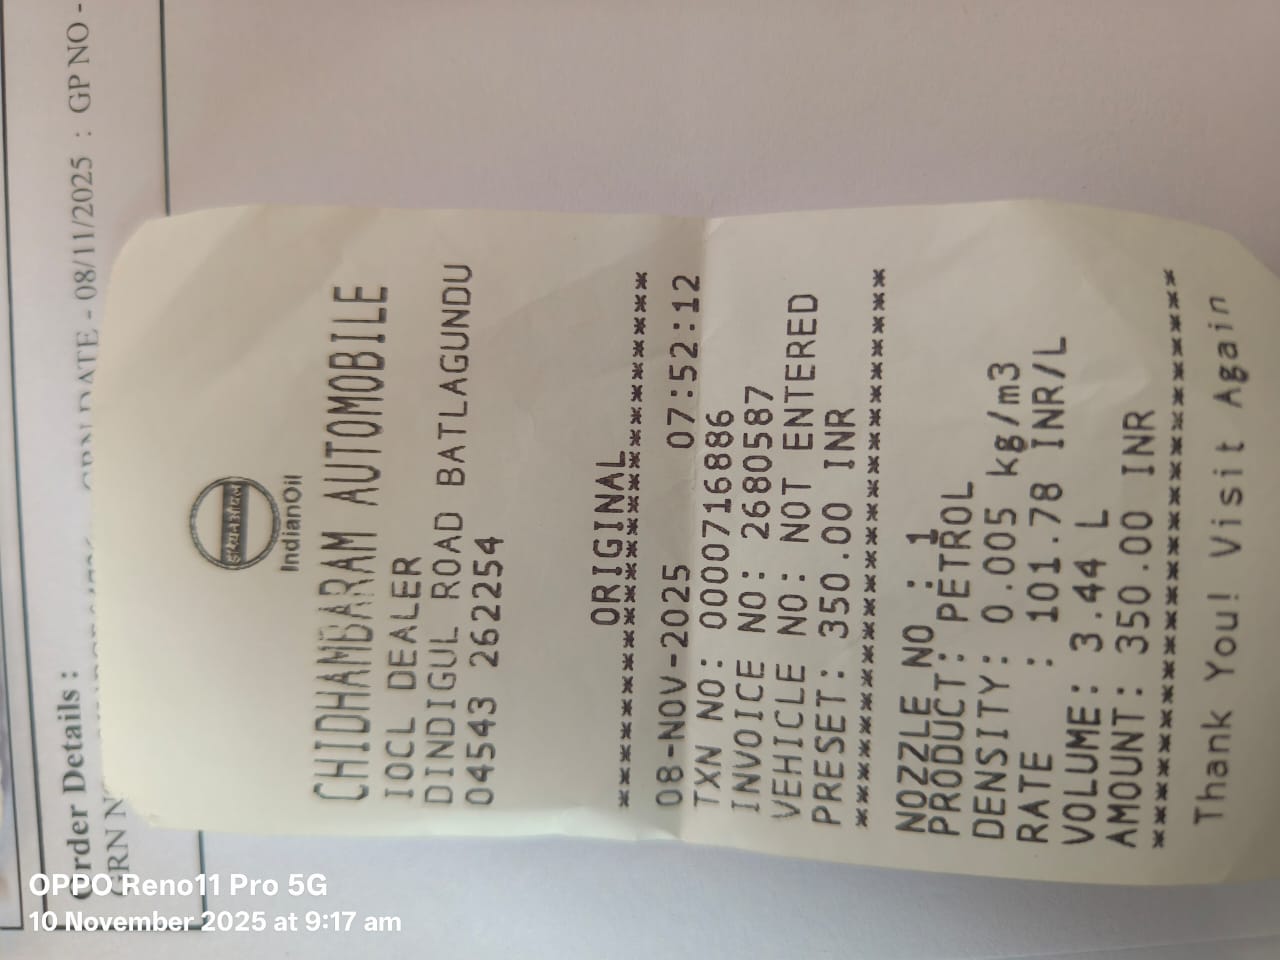 इंडियनऑयल
IndianOil
CHIDHAMBARAM AUTOMOBILE
IOCL DEALER
DINDIGUL ROAD BATLAGUNDU
04543 262254
ORIGINAL
************************
08-NOV-2025 07:52:12
TXN NO: 0000716886
INVOICE NO: 2680587
VEHICLE NO: NOT ENTERED
PRESET: 350.00 INR
************************
NOZZLE NO : 1
PRODUCT: PETROL
DENSITY: 0.005 kg/m3
RATE : 101.78 INR/L
VOLUME: 3.44 L
AMOUNT: 350.00 INR
************************
Thank You! Visit Again
Order Details :
GRN DATE - 08/11/2025 : GP NO -
OPPO Reno11 Pro 5G
10 November 2025 at 9:17 am